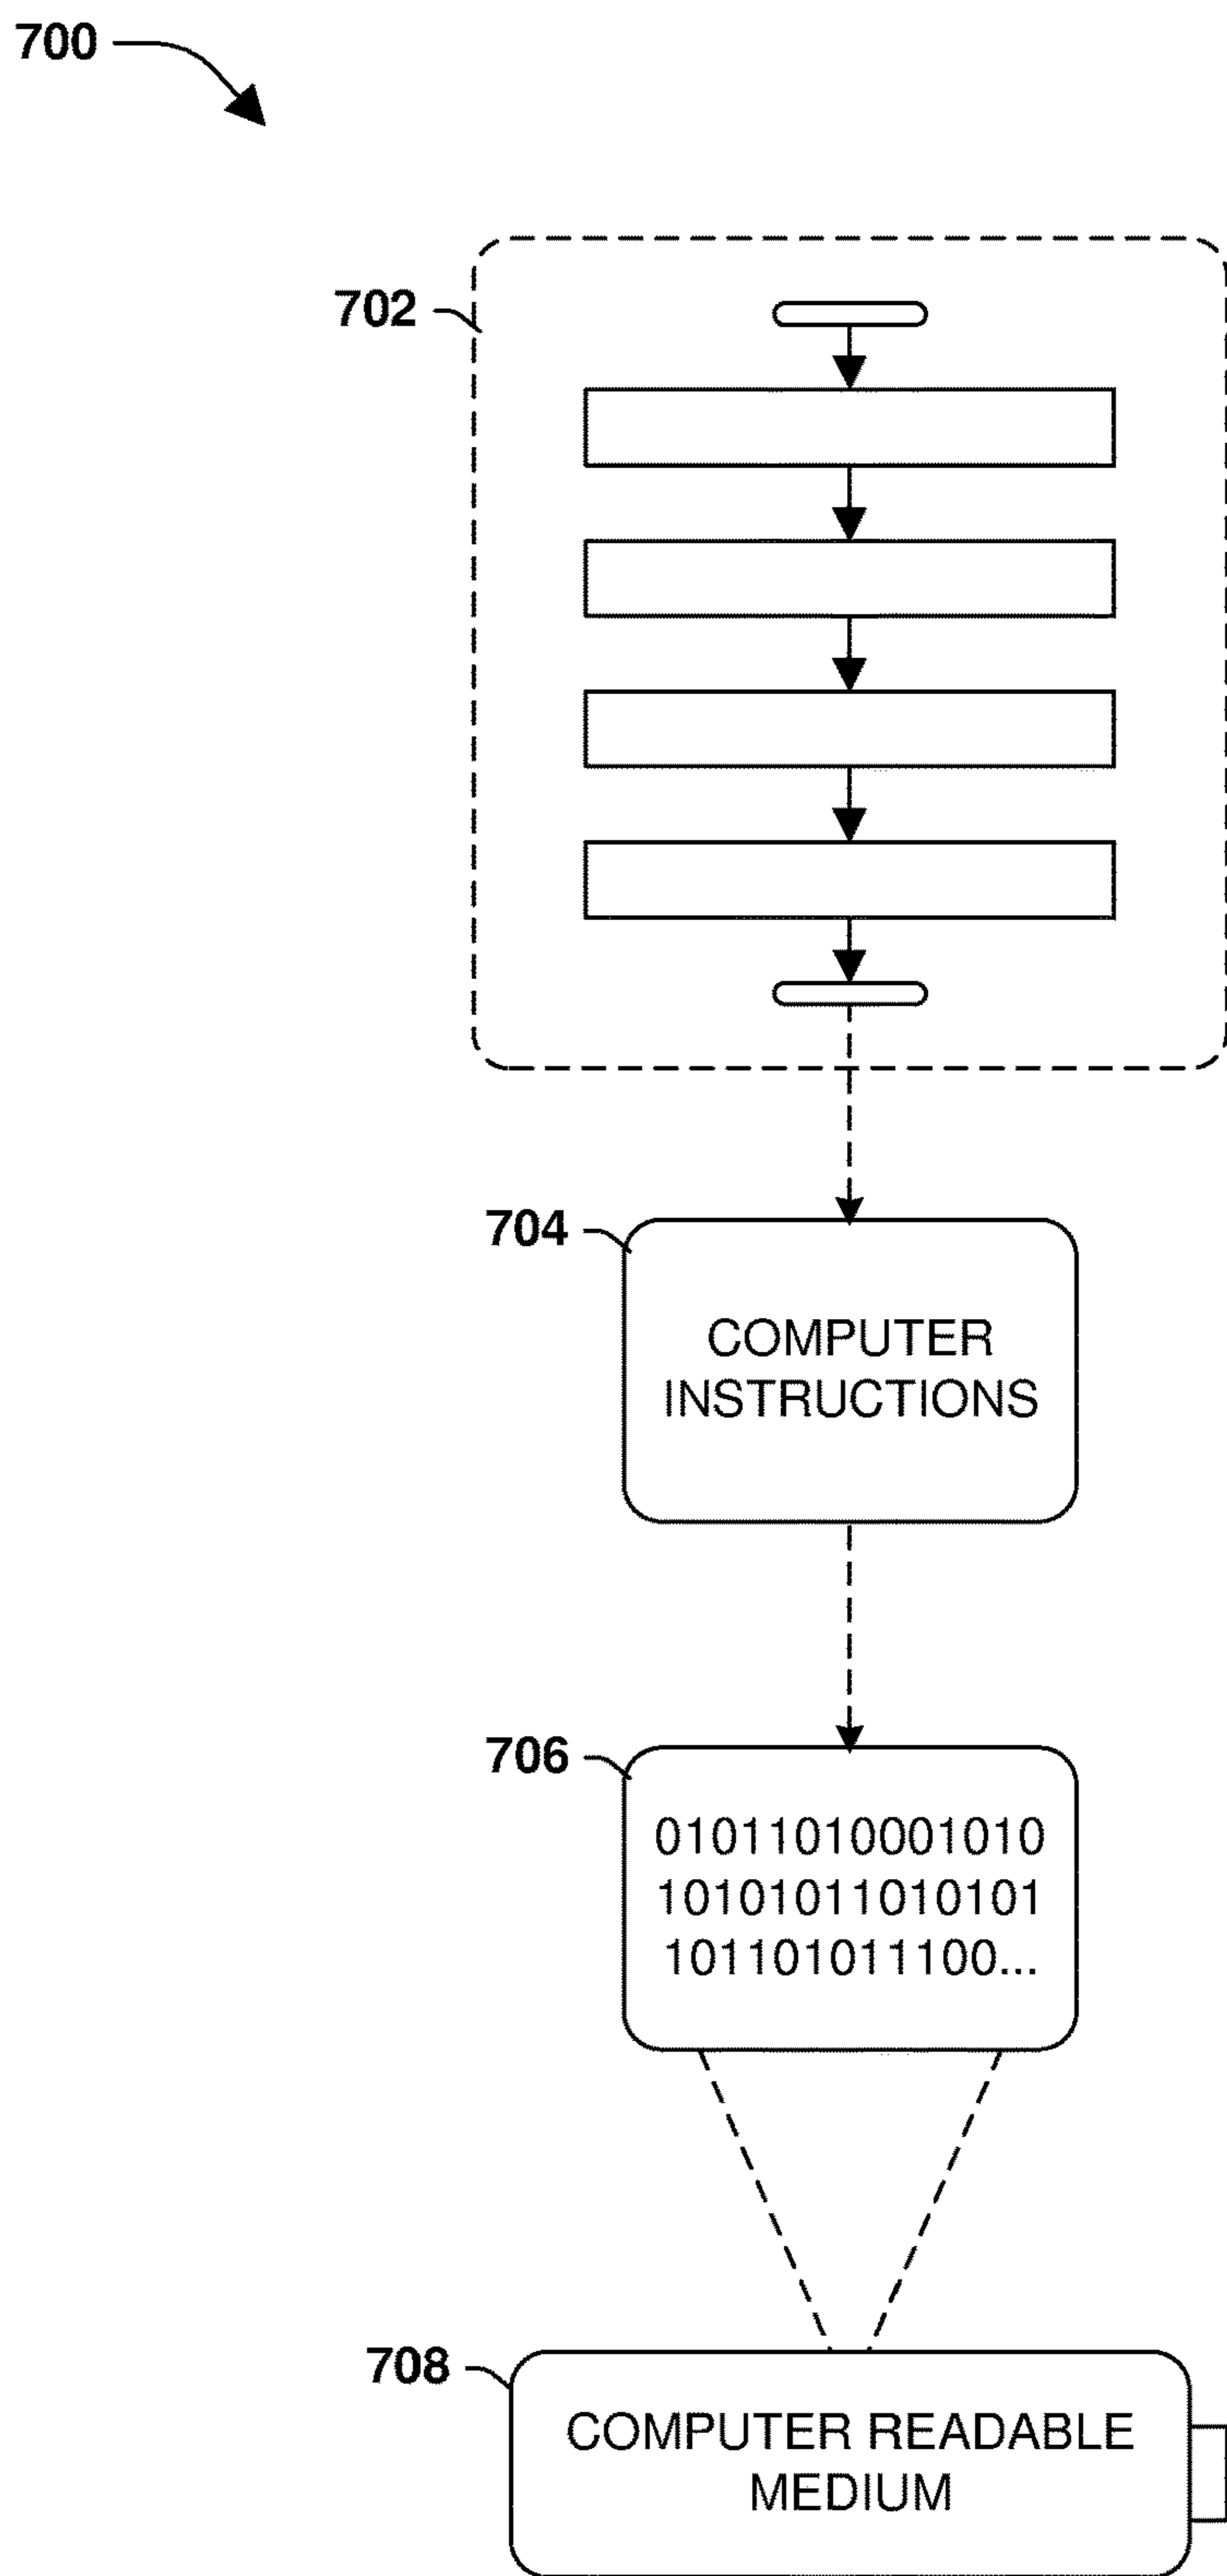 700
702
704
COMPUTER
INSTRUCTIONS
706
01011010001010
10101011010101
101101011100...
708
COMPUTER READABLE
MEDIUM